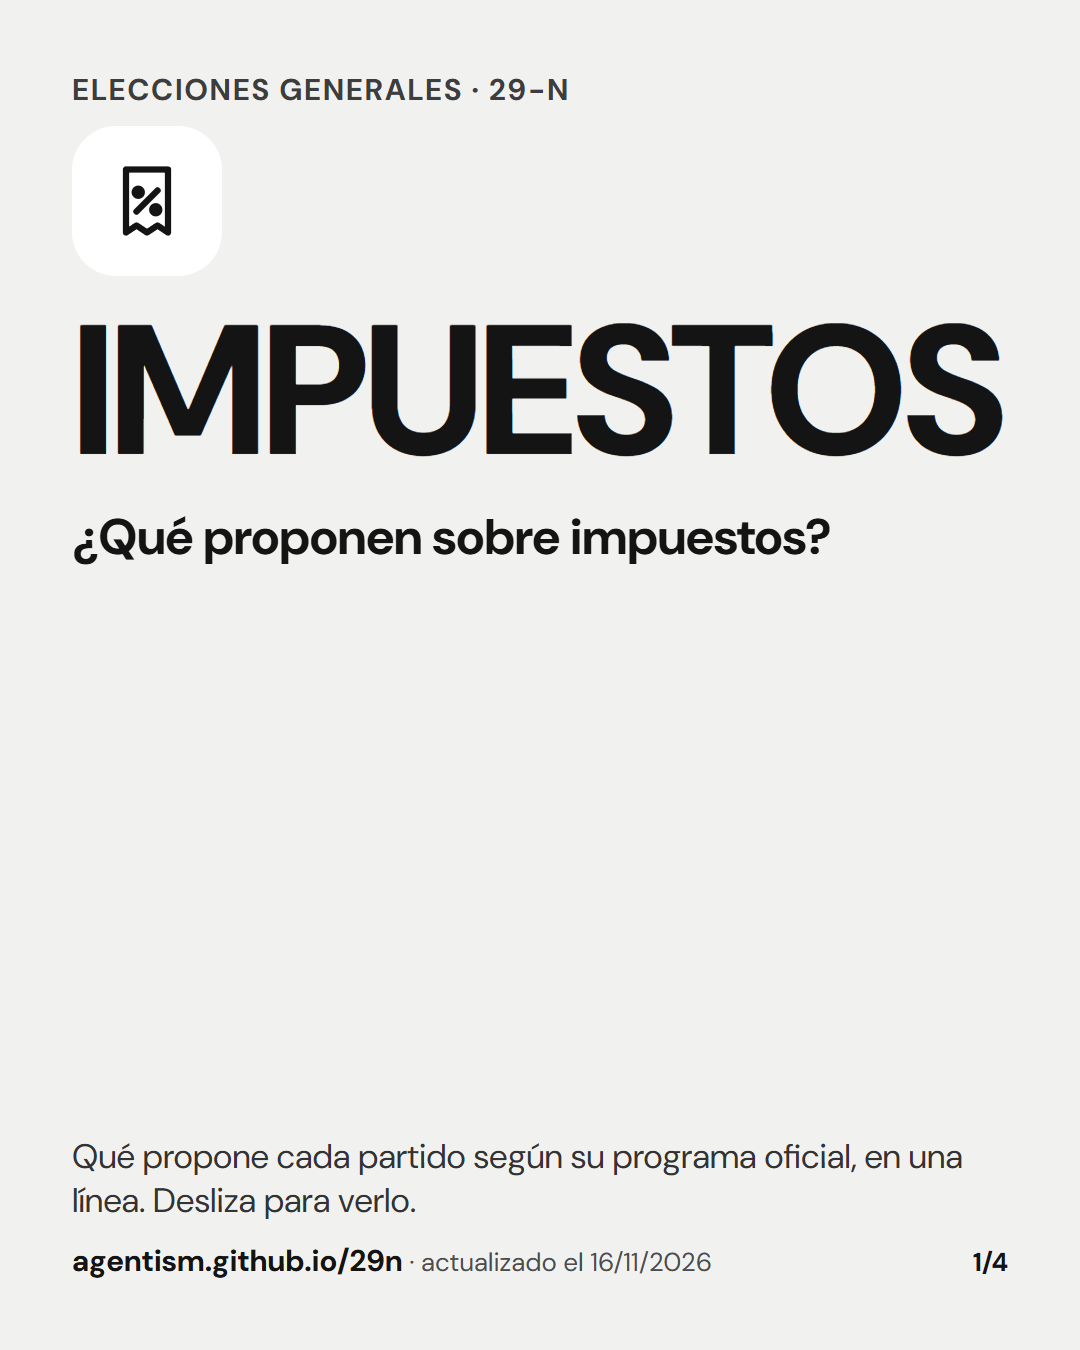 ELECCIONES GENERALES · 29-N
IMPUESTOS
¿Qué proponen sobre impuestos?
Qué propone cada partido según su programa oficial, en una
línea. Desliza para verlo.
agentism.github.io/29n · actualizado el 16/11/2026
1/4